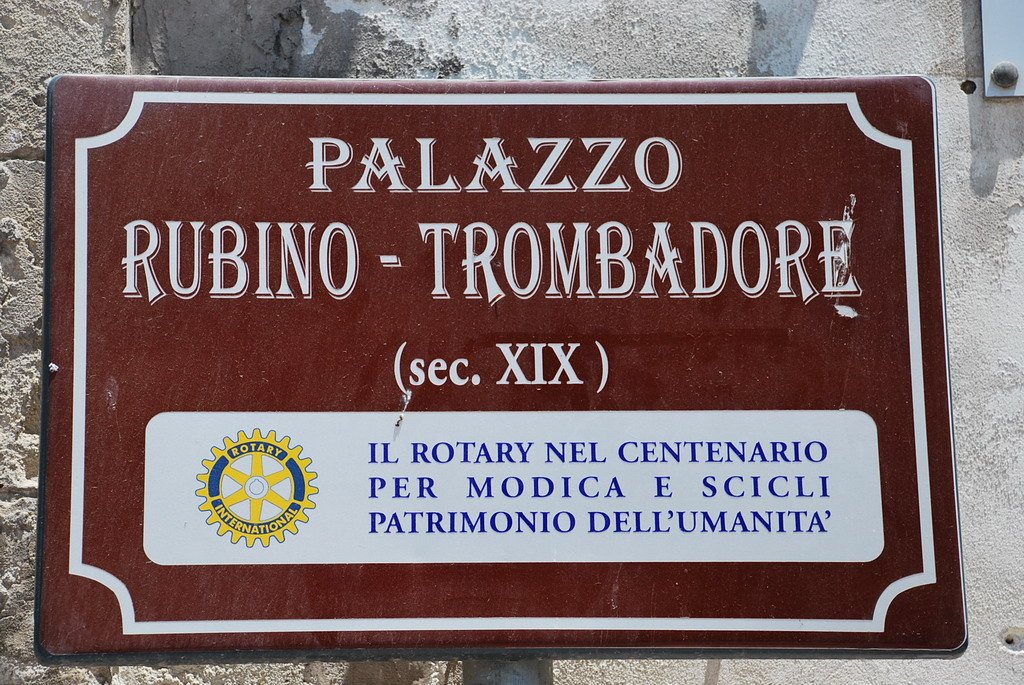 PALAZZO
RUBINO - TROMBADORE
(sec. XIX)
ROTARY
INTERNATIONAL
IL ROTARY NEL CENTENARIO
PER MODICA E SCICLI
PATRIMONIO DELL'UMANITA'